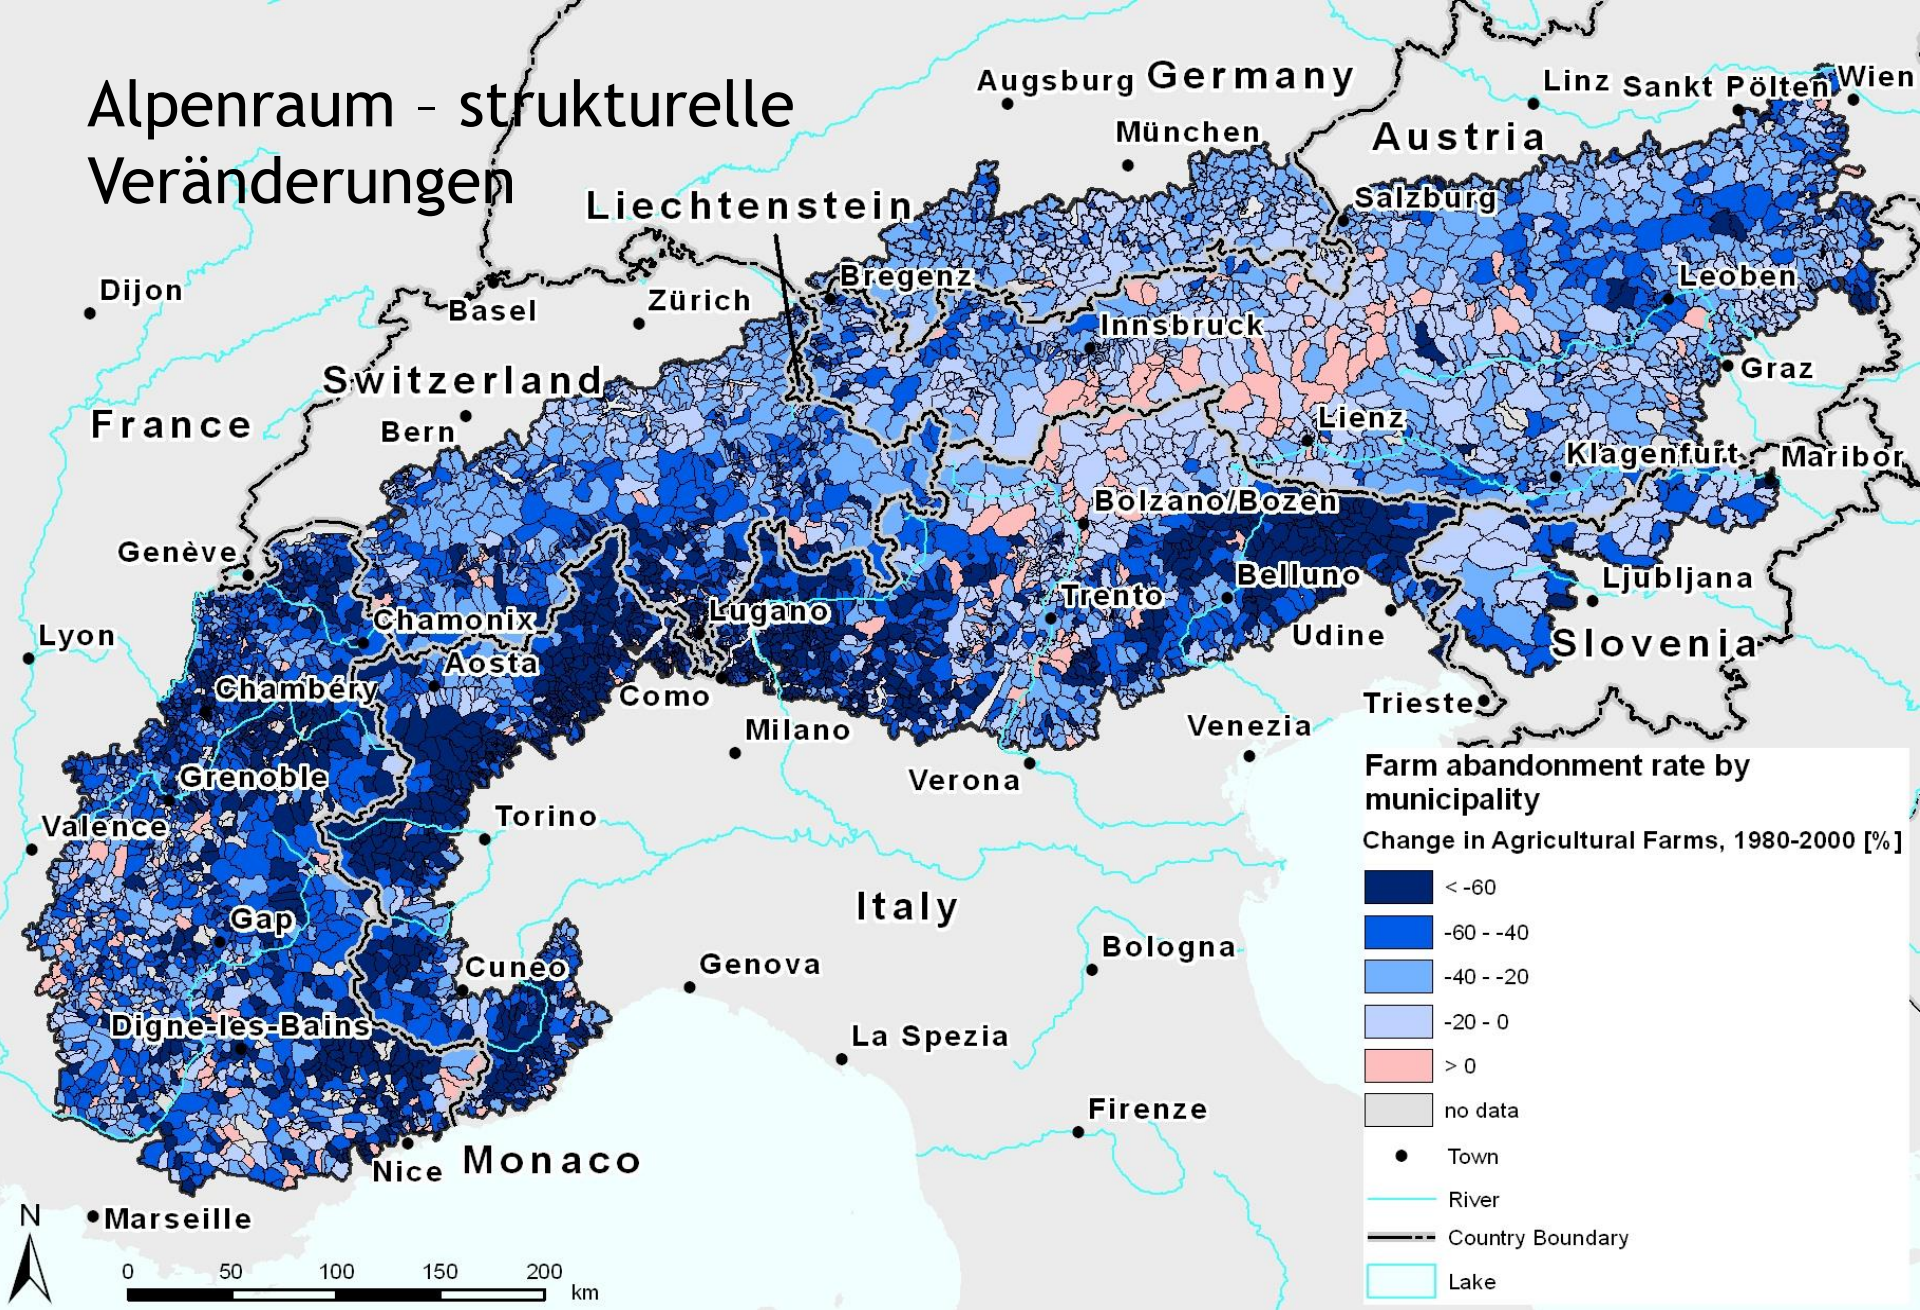 Alpenraum – strukturelle
Veränderungen
Augsburg
Germany
Linz
Sankt Pölten
Wien
München
Austria
Liechtenstein
Salzburg
Dijon
Basel
Zürich
Bregenz
Leoben
Innsbruck
Switzerland
Graz
France
Bern
Lienz
Klagenfurt
Maribor
Bolzano/Bozen
Genève
Belluno
Ljubljana
Chamonix
Lugano
Trento
Lyon
Udine
Slovenia
Aosta
Chambéry
Como
Trieste
Milano
Venezia
Grenoble
Verona
Valence
Torino
Gap
Italy
Cuneo
Genova
Bologna
Digne-les-Bains
La Spezia
Firenze
Nice
Monaco
Marseille
Farm abandonment rate by
municipality
Change in Agricultural Farms, 1980-2000 [%]
< -60
-60 - -40
-40 - -20
-20 - 0
> 0
no data
Town
River
Country Boundary
Lake
N
0 50 100 150 200
km